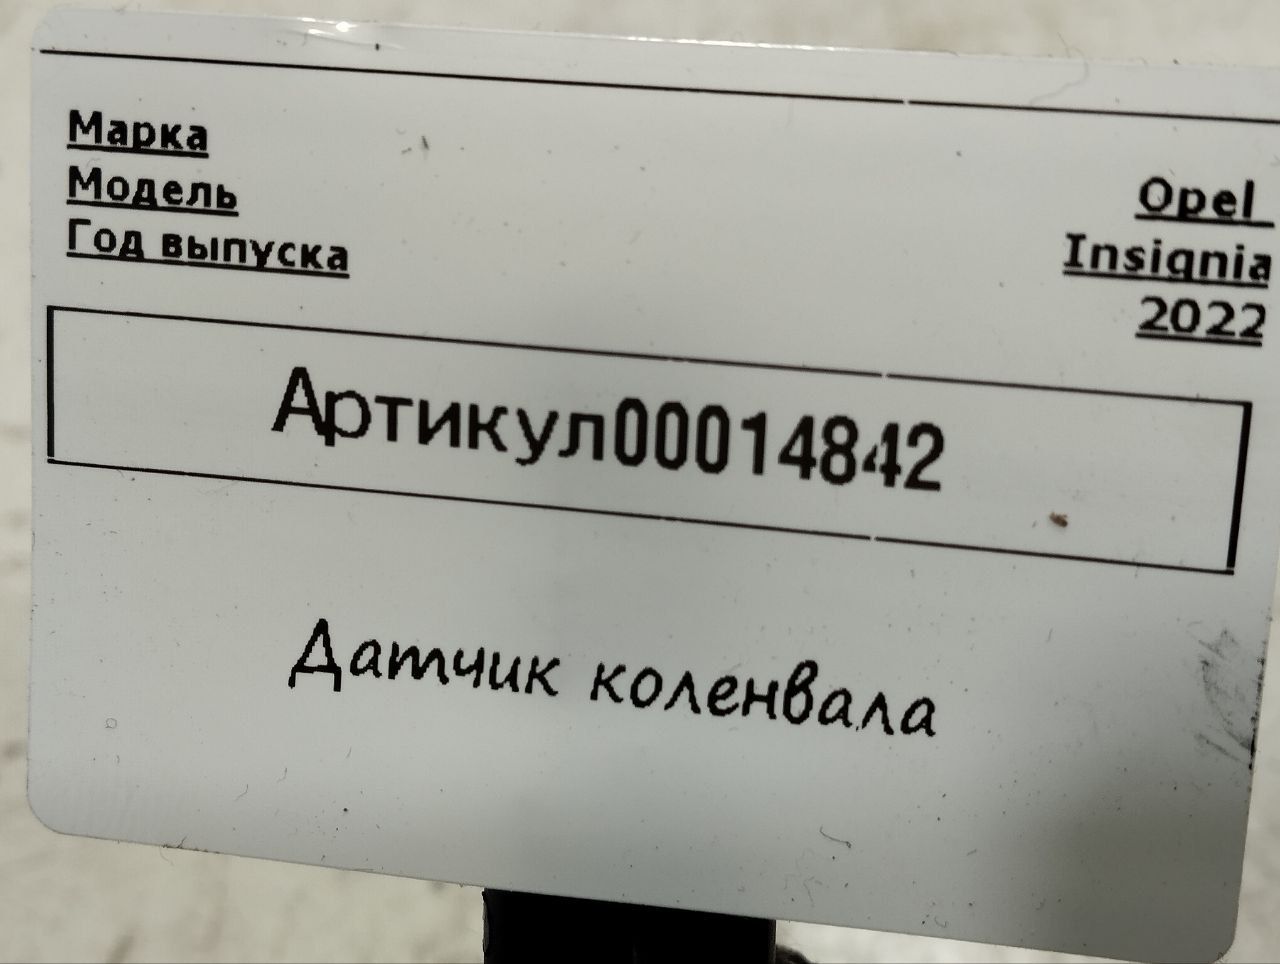 Марка
Модель
Год выпуска
Opel
Insignia
2022
Артикул00014842
Датчик коленвала